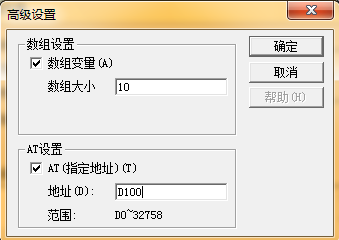 高级设置
数组设置
数组变量(A)
数组大小 10
确定
取消
帮助(H)
AT设置
AT(指定地址)(T)
地址(D): D100
范围: D0~32758